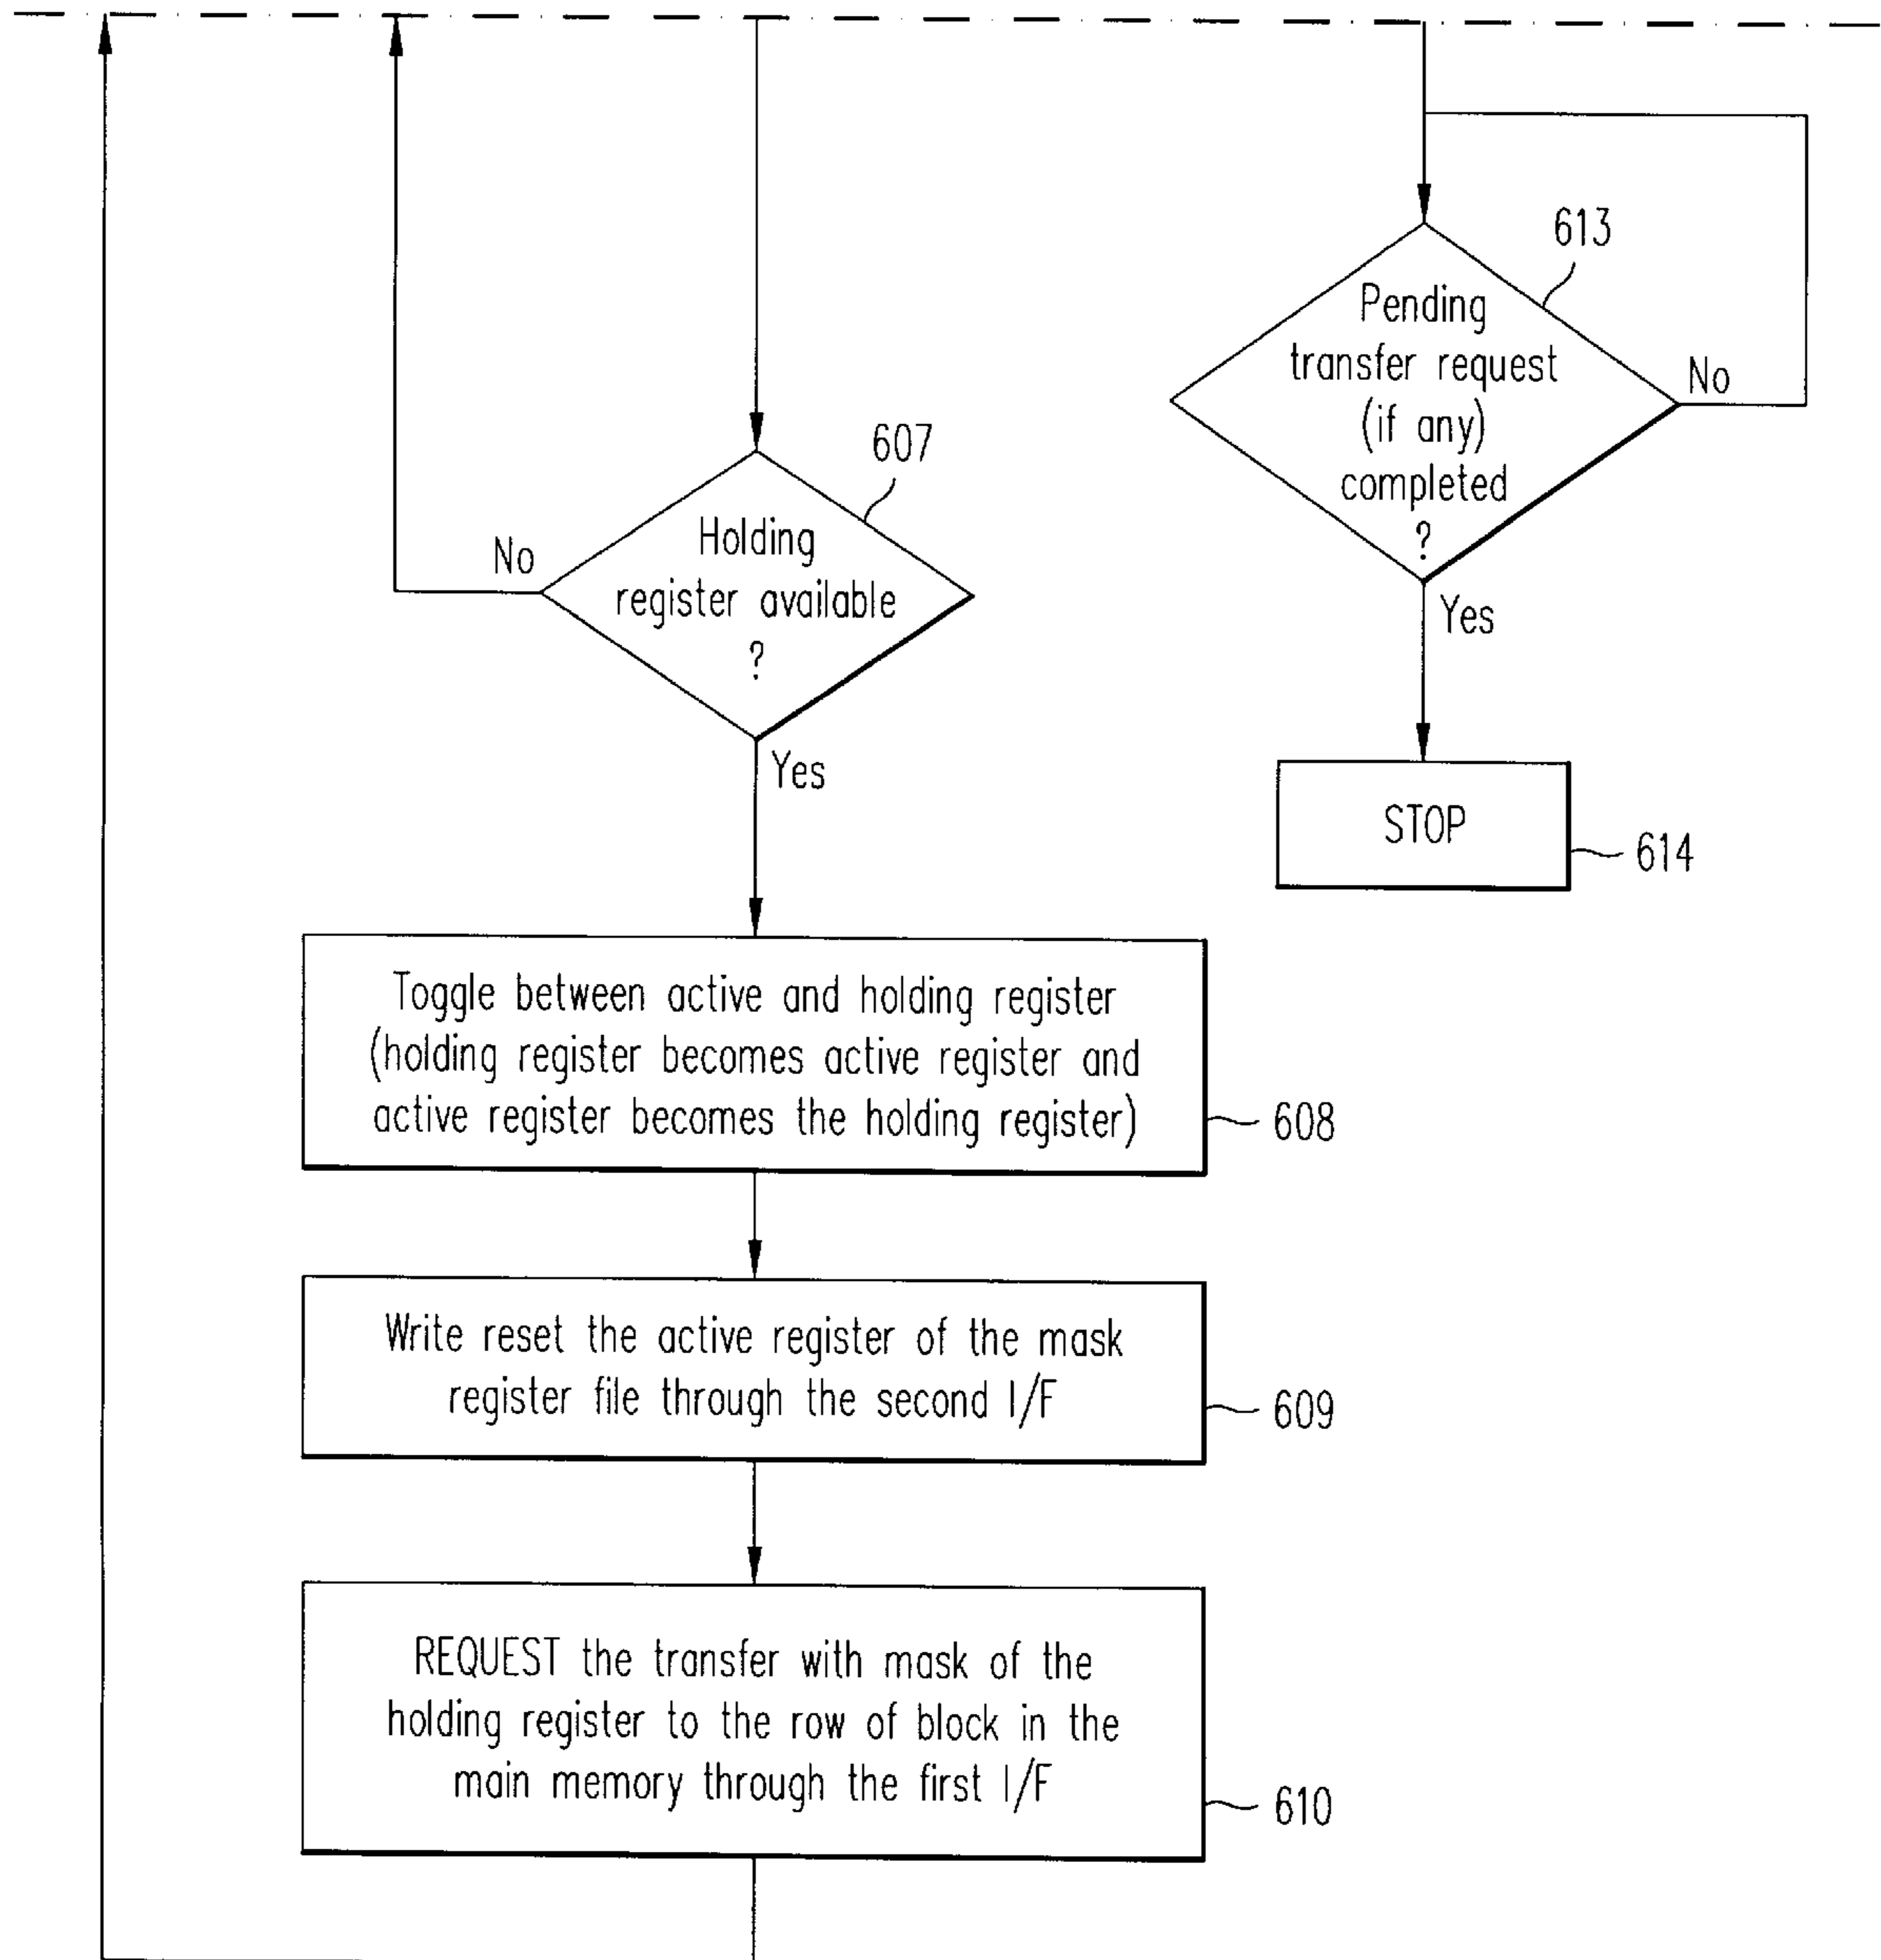 613
Pending
transfer request
(if any)
completed
?
No
Yes
607
Holding
register available
?
No
Yes
STOP
614
Toggle between active and holding register
(holding register becomes active register and
active register becomes the holding register)
608
Write reset the active register of the mask
register file through the second I/F
609
REQUEST the transfer with mask of the
holding register to the row of block in the
main memory through the first I/F
610